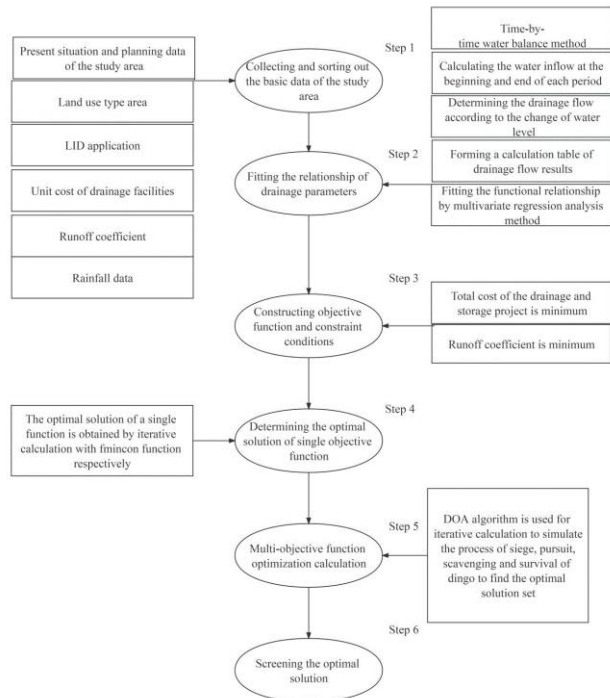 Present situation and planning data
of the study area
Land use type area
LID application
Unit cost of drainage facilities
Runoff coefficient
Rainfall data
Step 1
Collecting and sorting out
the basic data of the study
area
Time-by-
time water balance method
Calculating the water inflow at the
beginning and end of each period
Determining the drainage flow
according to the change of water
level
Forming a calculation table of
drainage flow results
Fitting the functional relationship
by multivariate regression analysis
method
Step 2
Fitting the relationship of
drainage parameters
Step 3
Constructing objective
function and constraint
conditions
Total cost of the drainage and
storage project is minimum
Runoff coefficient is minimum
Step 4
The optimal solution of a single
function is obtained by iterative
calculation with fmincon function
respectively
Determining the optimal
solution of single objective
function
Step 5
Multi-objective function
optimization calculation
DOA algorithm is used for
iterative calculation to simulate
the process of siege, pursuit,
scavenging and survival of
dingo to find the optimal
solution set
Step 6
Screening the optimal
solution